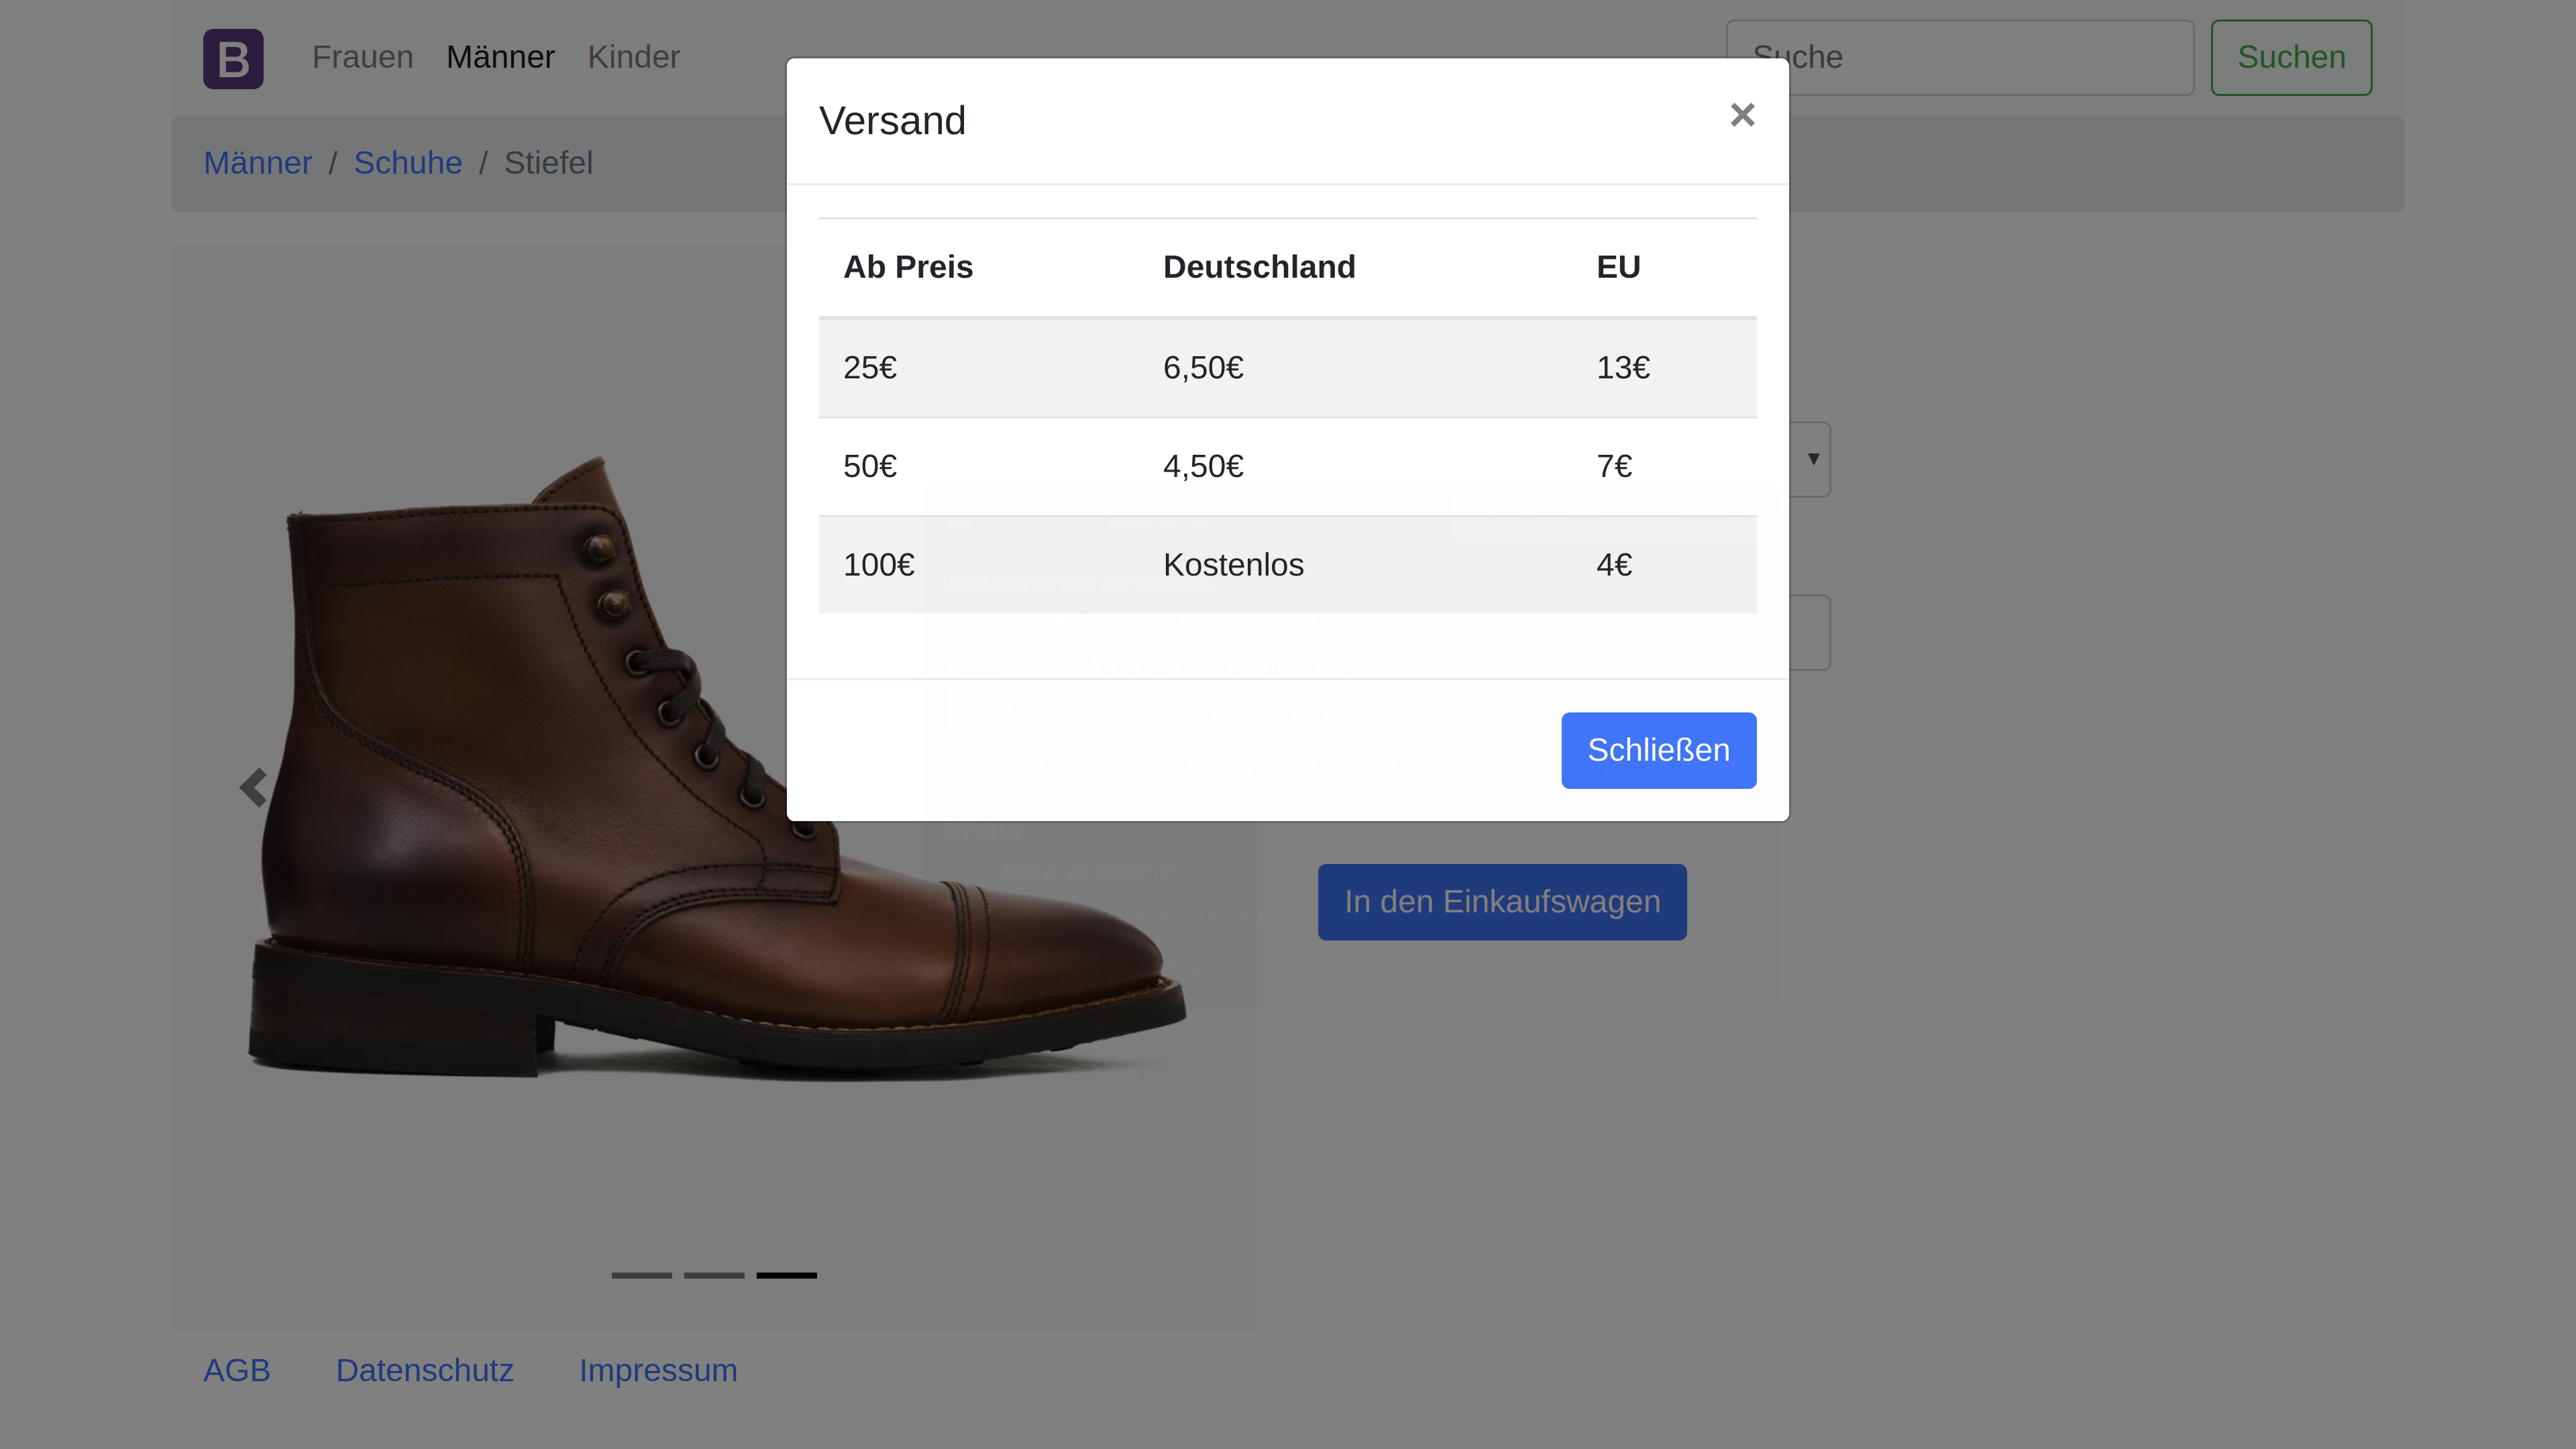 B Frauen Männer Kinder Suche Suchen
Männer / Schuhe / Stiefel
Versand ×
Ab Preis Deutschland EU
25€ 6,50€ 13€
50€ 4,50€ 7€
100€ Kostenlos 4€
Schließen
In den Einkaufswagen
AGB Datenschutz Impressum